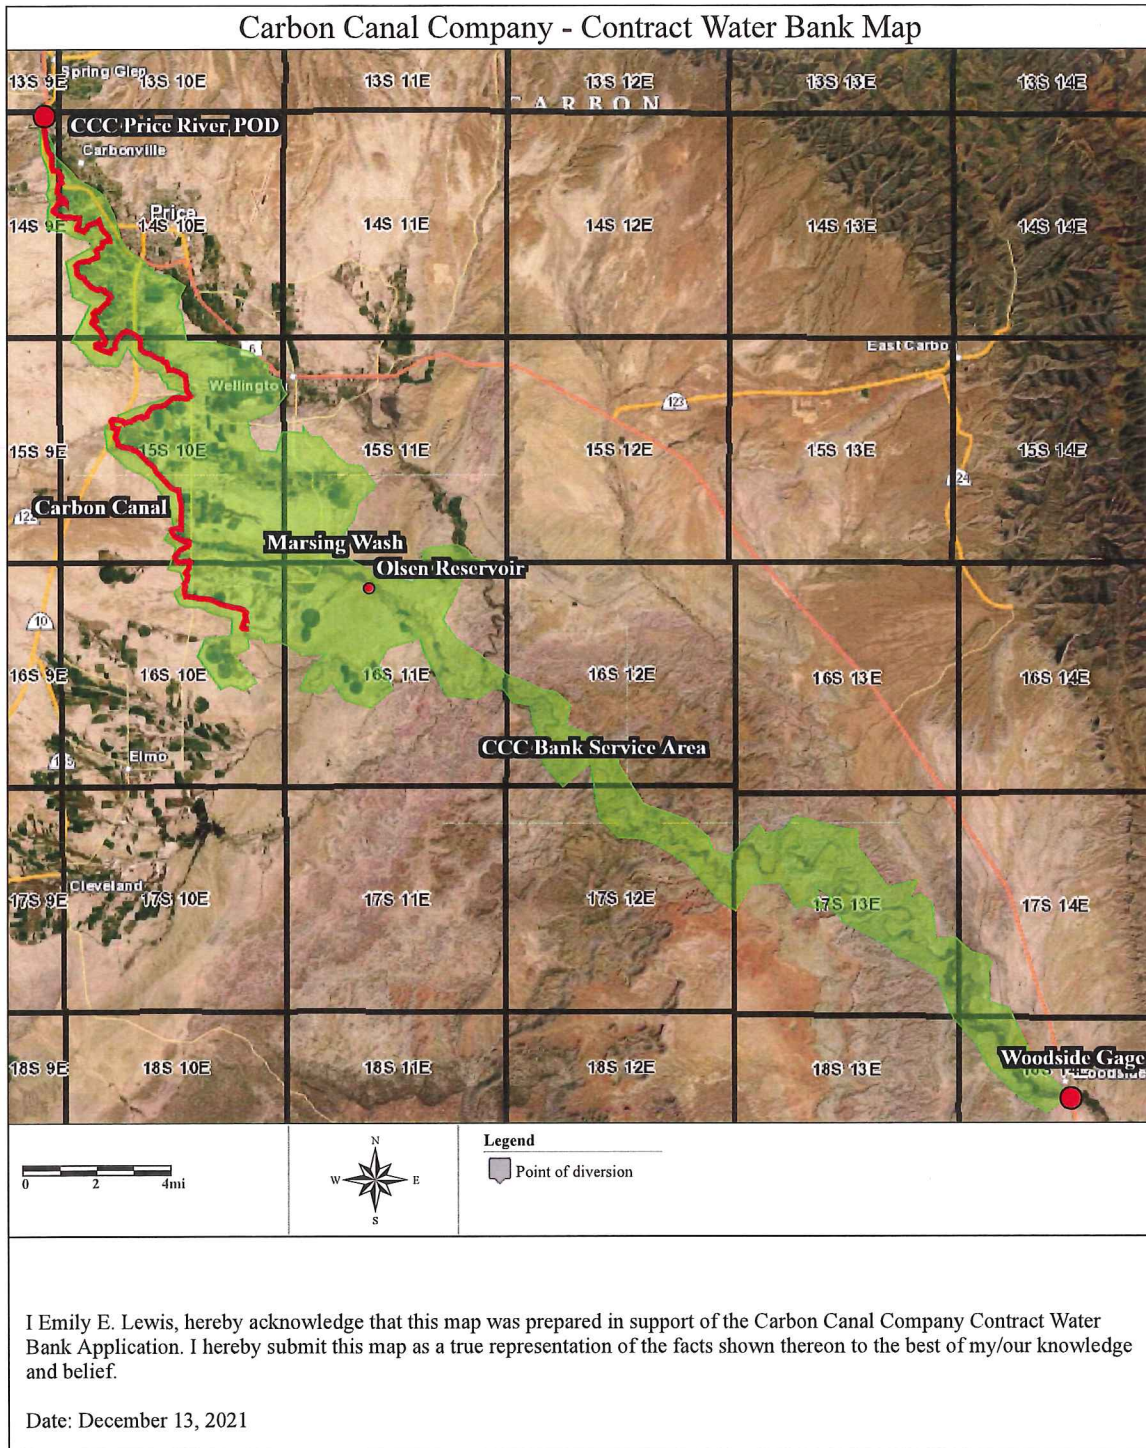 Carbon Canal Company - Contract Water Bank Map
Spring Glen
13S 9E 13S 10E 13S 11E 13S 12E 13S 13E 13S 14E
CARBON
CCC Price River POD
Carbonville
Price
14S 9E 14S 10E 14S 11E 14S 12E 14S 13E 14S 14E
6
East Carbo
Wellingto
123
15S 9E 15S 10E 15S 11E 15S 12E 15S 13E 15S 14E
24
Carbon Canal
12
Marsing Wash
Olsen Reservoir
10
16S 9E 16S 10E 16S 11E 16S 12E 16S 13E 16S 14E
CCC Bank Service Area
Elmo
Cleveland
17S 9E 17S 10E 17S 11E 17S 12E 17S 13E 17S 14E
Woodside Gage
18S 9E 18S 10E 18S 11E 18S 12E 18S 13E
Woodside
0 2 4mi
N
W E
S
Legend
Point of diversion
I Emily E. Lewis, hereby acknowledge that this map was prepared in support of the Carbon Canal Company Contract Water
Bank Application. I hereby submit this map as a true representation of the facts shown thereon to the best of my/our knowledge
and belief.
Date: December 13, 2021